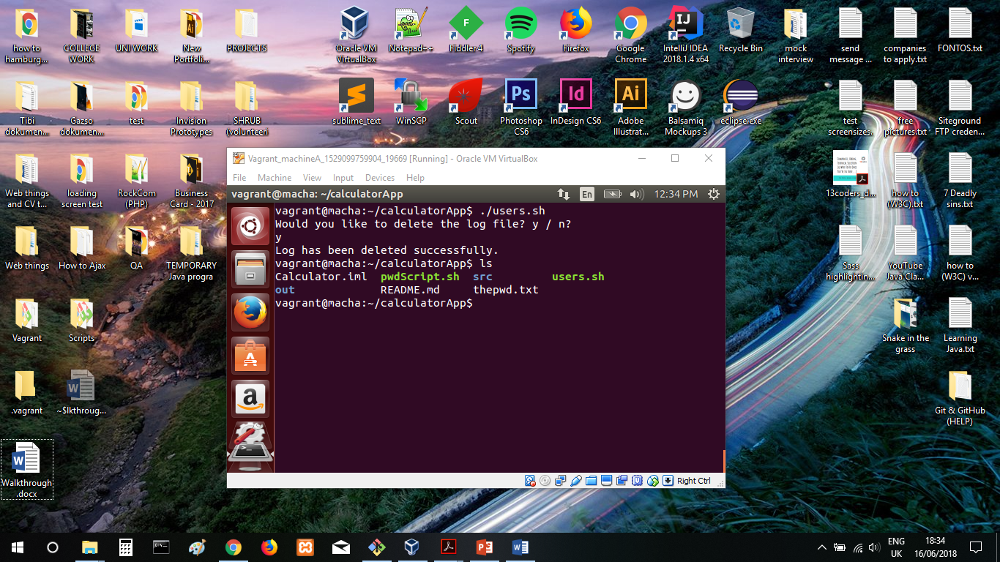 how to
hamburg...
COLLEGE
WORK
UNI WORK
New
Portfoli...
PROJECTS
Oracle VM
VirtualBox
Notepad++
Fiddler 4
Spotify
Firefox
Google
Chrome
IntelliJ IDEA
2018.1.4 x64
Recycle Bin
mock
interview
send
message ...
companies
to apply.txt
FONTOS.txt
Tibi
dokumen...
Gazso
dokumen...
test
Invision
Prototypes
SHRUB
(volunteeri
sublime_text
WinSCP
Scout
Photoshop
CS6
InDesign CS6
Adobe
Illustrat...
Balsamiq
Mockups 3
eclipse.exe
test
screensizes.
free
pictures.txt
Siteground
FTP creden...
Web things
and CV t...
loading
screen test
RockCom
(PHP)
Business
Card - 2017
13coders_d...
how to
(W3C).txt
7 Deadly
sins.txt
Web things
How to Ajax
QA
TEMPORARY
Java progra
Sass
highlightin...
YouTube
Java Cla...
how to
(W3C) v...
Vagrant
Scripts
Snake in the
grass
Learning
Java.txt
.vagrant
~$lkthroug...
Git & GitHub
(HELP)
Walkthrough
.docx
Vagrant_machineA_1529099759904_19669 [Running] - Oracle VM VirtualBox
File Machine View Input Devices Help
vagrant@macha: ~/calculatorApp En 12:34 PM
vagrant@macha:~/calculatorApp$ ./users.sh
Would you like to delete the log file? y / n?
y
Log has been deleted successfully.
vagrant@macha:~/calculatorApp$ ls
Calculator.iml pwdScript.sh src users.sh
out README.md thepwd.txt
vagrant@macha:~/calculatorApp$
Right Ctrl
ENG
UK
18:34
16/06/2018